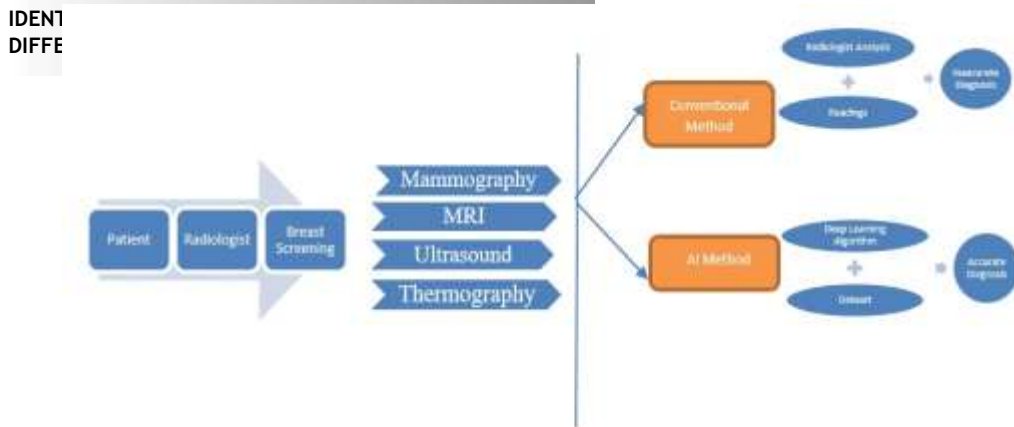 IDENT
DIFFE
Patient
Radiologist
Breast
Screening
Mammography
MRI
Ultrasound
Thermography
Conventional
Method
Radiologist Analysis
Readings
Inaccurate
Diagnosis
AI Method
Deep Learning
Algorithm
Dataset
Accurate
Diagnosis